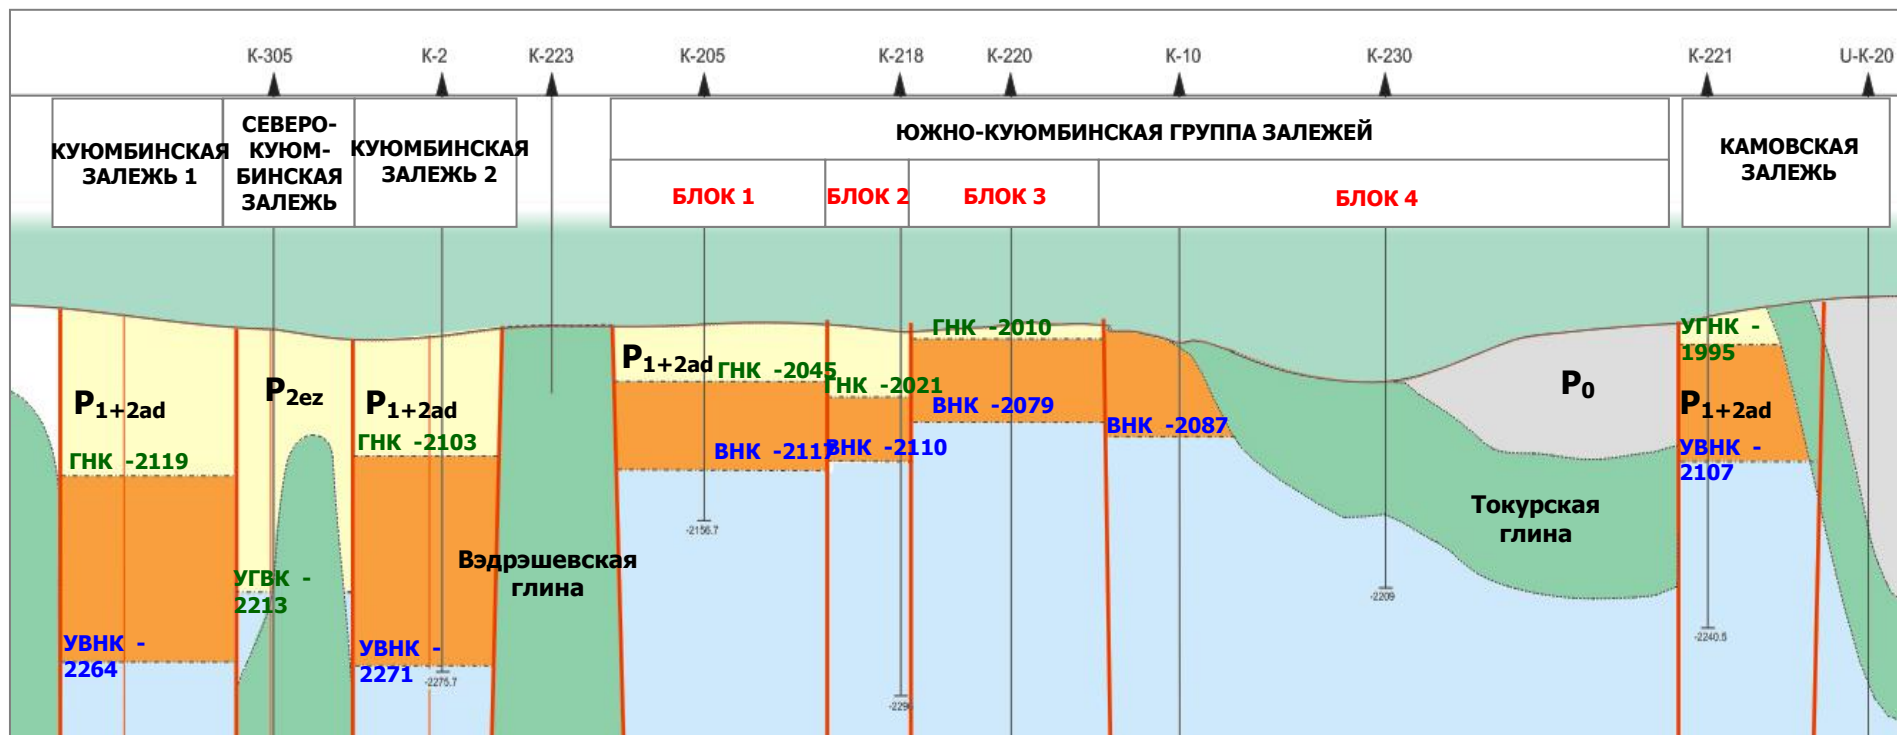 К-305 К-2 К-223 К-205 К-218 К-220 К-10 К-230 К-221 U-К-20
КУЮМБИНСКАЯ
ЗАЛЕЖЬ 1
СЕВЕРО-
КУЮМ-
БИНСКАЯ
ЗАЛЕЖЬ
КУЮМБИНСКАЯ
ЗАЛЕЖЬ 2
ЮЖНО-КУЮМБИНСКАЯ ГРУППА ЗАЛЕЖЕЙ
БЛОК 1
БЛОК 2
БЛОК 3
БЛОК 4
КАМОВСКАЯ
ЗАЛЕЖЬ
P1+2ad
ГНК -2119
УВНК -
2264
P2ez
УГВК -
2213
P1+2ad
ГНК -2103
УВНК -
2271
-2275.7
Вэдрэшевская
глина
P1+2ad
ГНК -2045
ВНК -2117
-2156.7
ГНК -2021
ВНК -2110
ГНК -2010
ВНК -2079
ВНК -2087
-2209
P0
Токурская
глина
УГНК -
1995
P1+2ad
УВНК -
2107
-2240.5